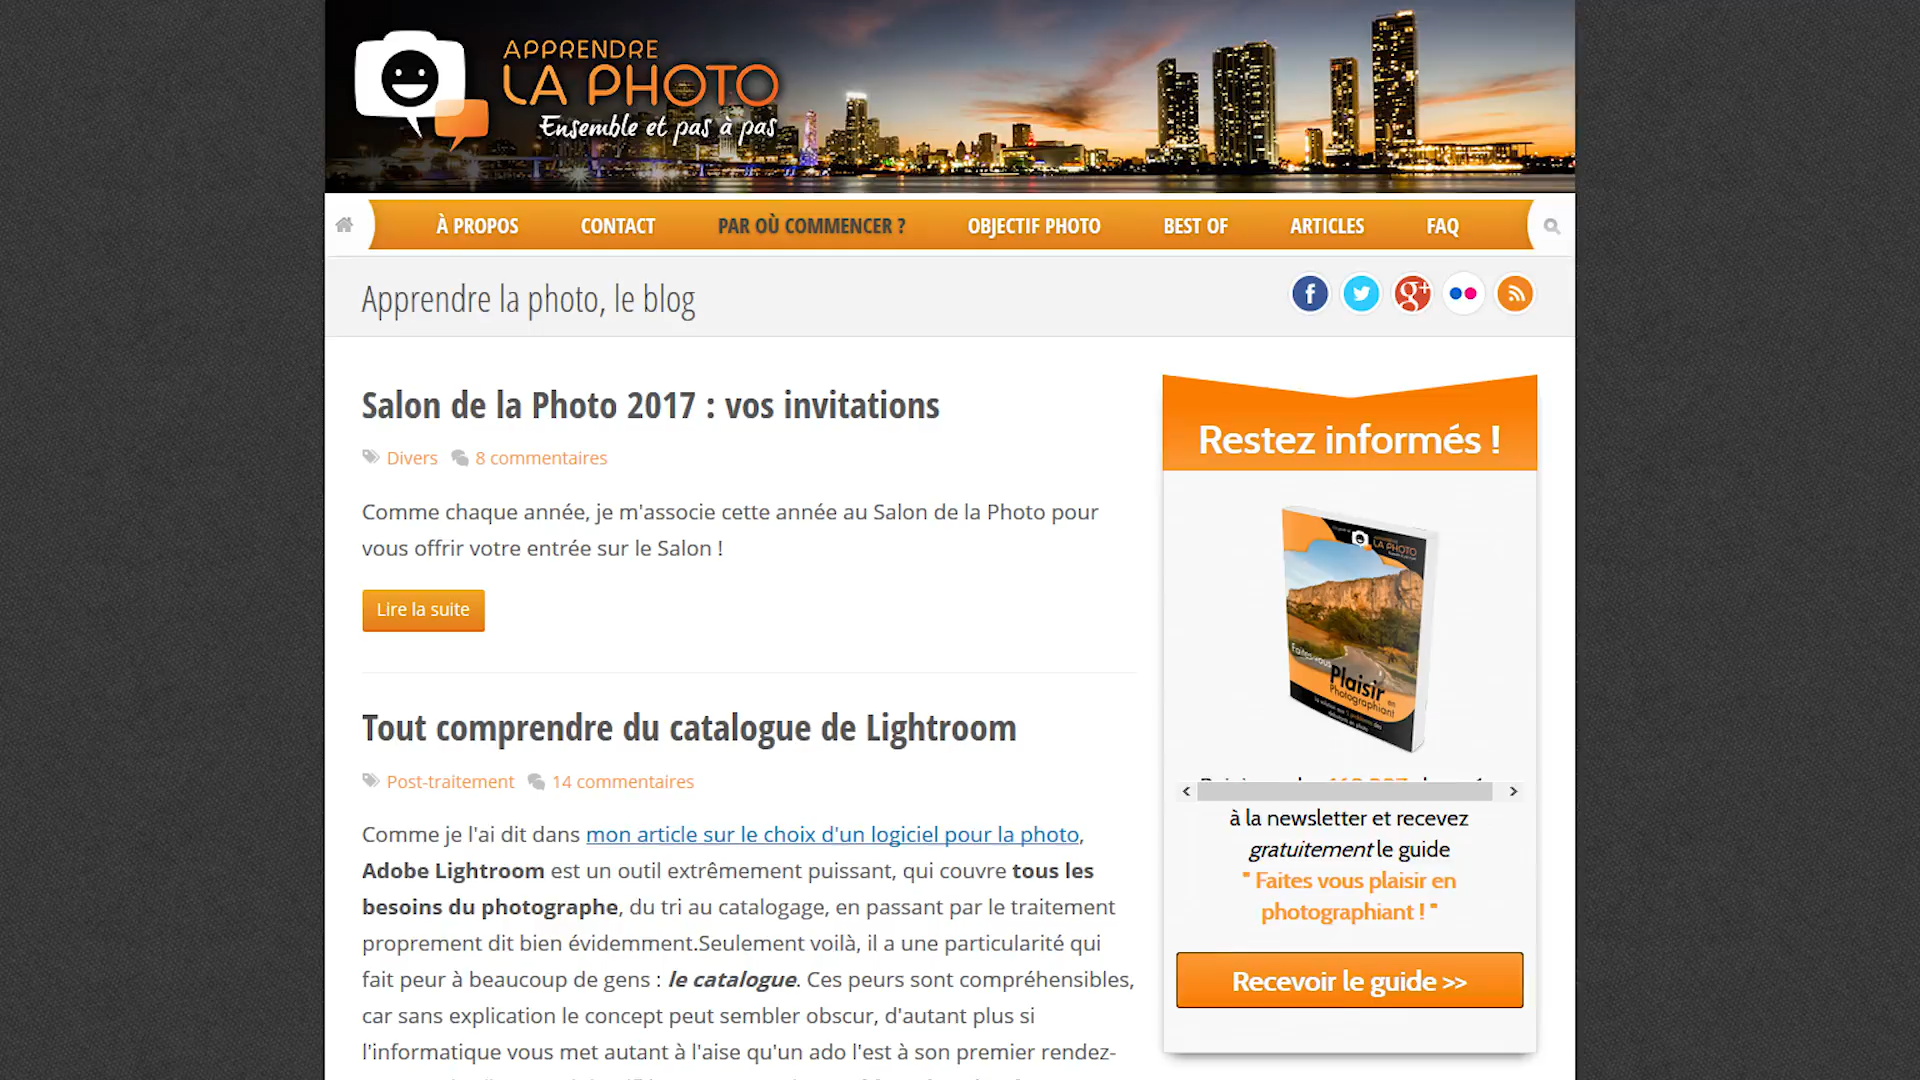 APPRENDRE
LA PHOTO
Ensemble et pas à pas
À PROPOS CONTACT PAR OÙ COMMENCER ? OBJECTIF PHOTO BEST OF ARTICLES FAQ
Apprendre la photo, le blog
Salon de la Photo 2017 : vos invitations
Divers 8 commentaires
Comme chaque année, je m'associe cette année au Salon de la Photo pour
vous offrir votre entrée sur le Salon !
Lire la suite
Tout comprendre du catalogue de Lightroom
Post-traitement 14 commentaires
Comme je l'ai dit dans mon article sur le choix d'un logiciel pour la photo,
Adobe Lightroom est un outil extrêmement puissant, qui couvre tous les
besoins du photographe, du tri au catalogage, en passant par le traitement
proprement dit bien évidemment.Seulement voilà, il a une particularité qui
fait peur à beaucoup de gens : le catalogue. Ces peurs sont compréhensibles,
car sans explication le concept peut sembler obscur, d'autant plus si
l'informatique vous met autant à l'aise qu'un ado l'est à son premier rendez-
Restez informés !
APPRENDRE
LA PHOTO
Faites-vous
Plaisir
en
Photographiant
à la newsletter et recevez
gratuitement le guide
" Faites vous plaisir en
photographiant ! "
Recevoir le guide >>